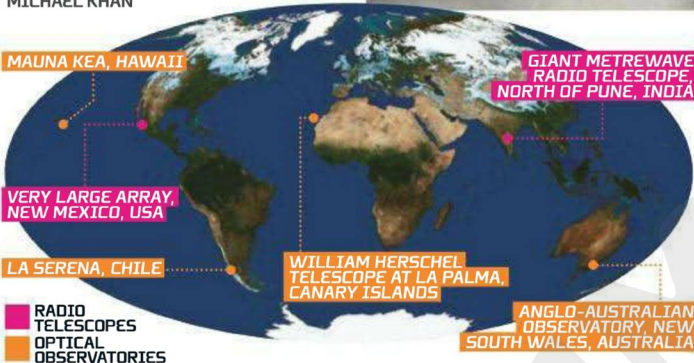 MICHAEL KHAN
MAUNA KEA, HAWAII
GIANT METREWAVE
RADIO TELESCOPE,
NORTH OF PUNE, INDIA
VERY LARGE ARRAY,
NEW MEXICO, USA
LA SERENA, CHILE
WILLIAM HERSCHEL
TELESCOPE AT LA PALMA,
CANARY ISLANDS
ANGLO-AUSTRALIAN
OBSERVATORY, NEW
SOUTH WALES, AUSTRALIA
RADIO
TELESCOPES
OPTICAL
OBSERVATORIES